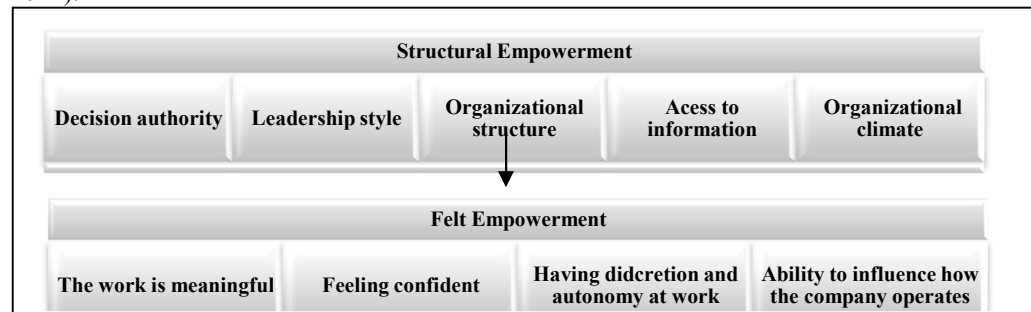 Structural Empowerment
Decision authority
Leadership style
Organizational
structure
Acess to
information
Organizational
climate
Felt Empowerment
The work is meaningful
Feeling confident
Having didcretion and
autonomy at work
Ability to influence how
the company operates